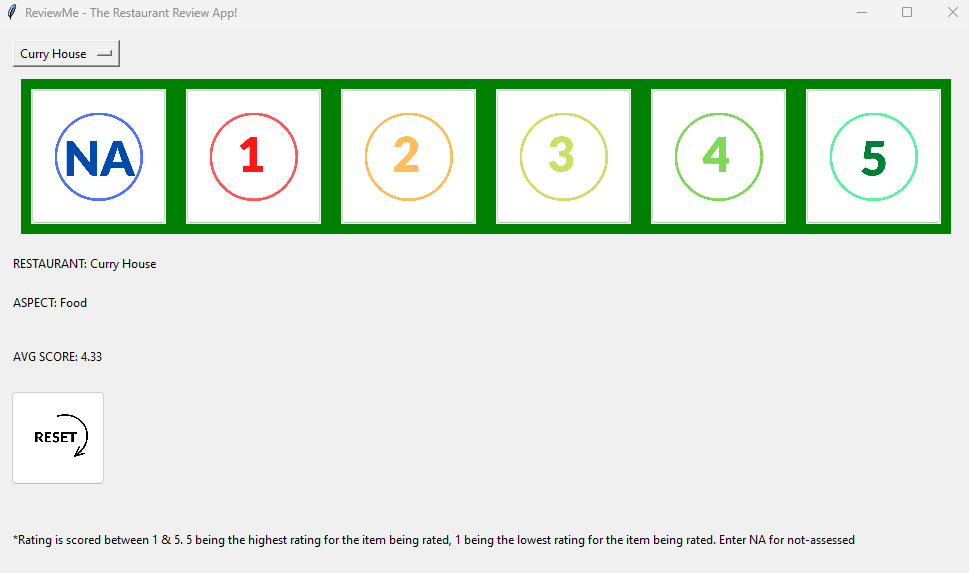 ReviewMe - The Restaurant Review App!
Curry House
NA 1 2 3 4 5
RESTAURANT: Curry House
ASPECT: Food
AVG SCORE: 4.33
RESET
*Rating is scored between 1 & 5. 5 being the highest rating for the item being rated, 1 being the lowest rating for the item being rated. Enter NA for not-assessed